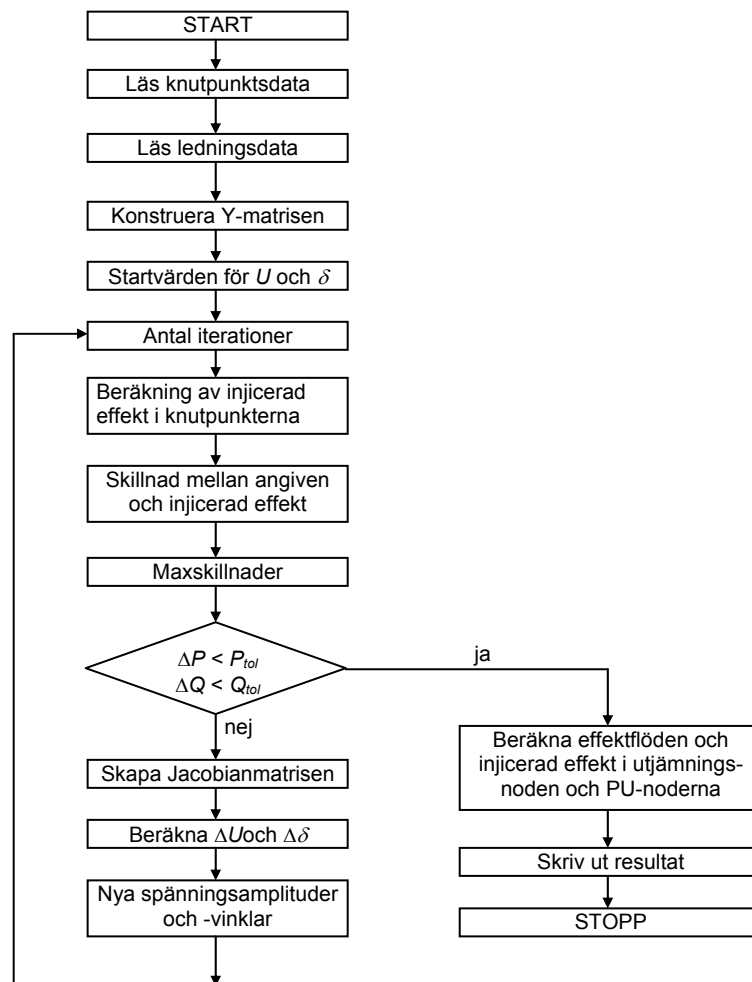 START
Läs knutpunktsdata
Läs ledningsdata
Konstruera Y-matrisen
Startvärden för U och δ
Antal iterationer
Beräkning av injicerad
effekt i knutpunkterna
Skillnad mellan angiven
och injicerad effekt
Maxskillnader
ΔP < Ptol
ΔQ < Qtol
ja
nej
Skapa Jacobianmatrisen
Beräkna ΔUoch Δδ
Nya spänningsamplituder
och -vinklar
Beräkna effektflöden och
injicerad effekt i utjämnings-
noden och PU-noderna
Skriv ut resultat
STOPP